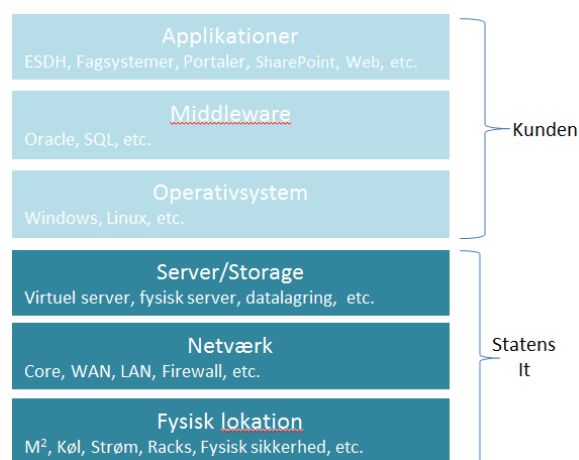 Applikationer
ESDH, Fagsystemer, Portaler, SharePoint, Web, etc.
Middleware
Oracle, SQL, etc.
Kunden
Operativsystem
Windows, Linux, etc.
Server/Storage
Virtuel server, fysisk server, datalagring, etc.
Netværk
Core, WAN, LAN, Firewall, etc.
Statens
It
Fysisk lokation
M², Køl, Strøm, Racks, Fysisk sikkerhed, etc.